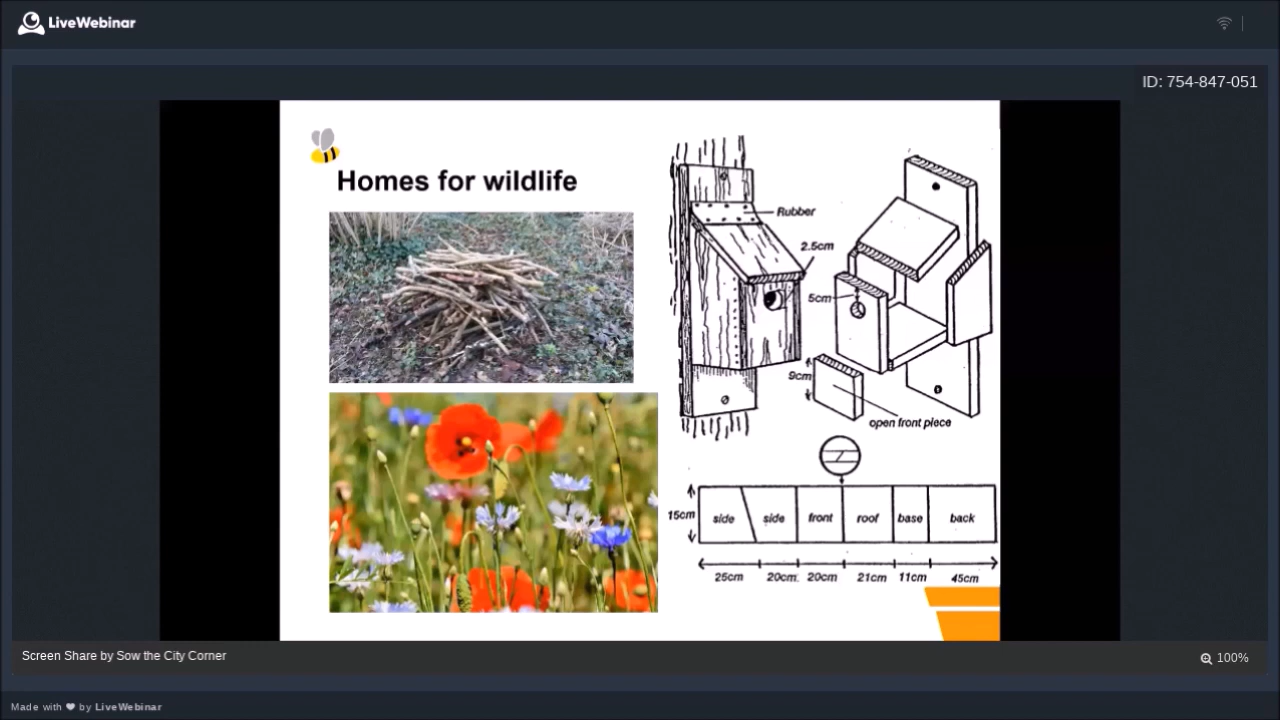 LiveWebinar
ID: 754-847-051
Homes for wildlife
Rubber
2.5cm
5cm
9cm
open front piece
15cm
side
side
front
roof
base
back
25cm
20cm
20cm
21cm
11cm
45cm
Screen Share by Sow the City Corner
100%
Made with ❤ by LiveWebinar